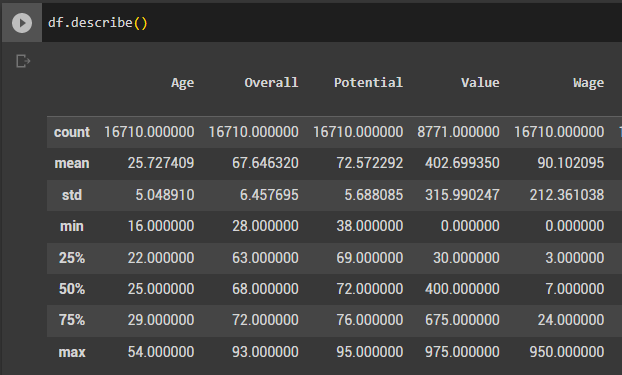 df.describe()
Age Overall Potential Value Wage
count 16710.000000 16710.000000 16710.000000 8771.000000 16710.000000
mean 25.727409 67.646320 72.572292 402.699350 90.102095
std 5.048910 6.457695 5.688085 315.990247 212.361038
min 16.000000 28.000000 38.000000 0.000000 0.000000
25% 22.000000 63.000000 69.000000 30.000000 3.000000
50% 25.000000 68.000000 72.000000 400.000000 7.000000
75% 29.000000 72.000000 76.000000 675.000000 24.000000
max 54.000000 93.000000 95.000000 975.000000 950.000000